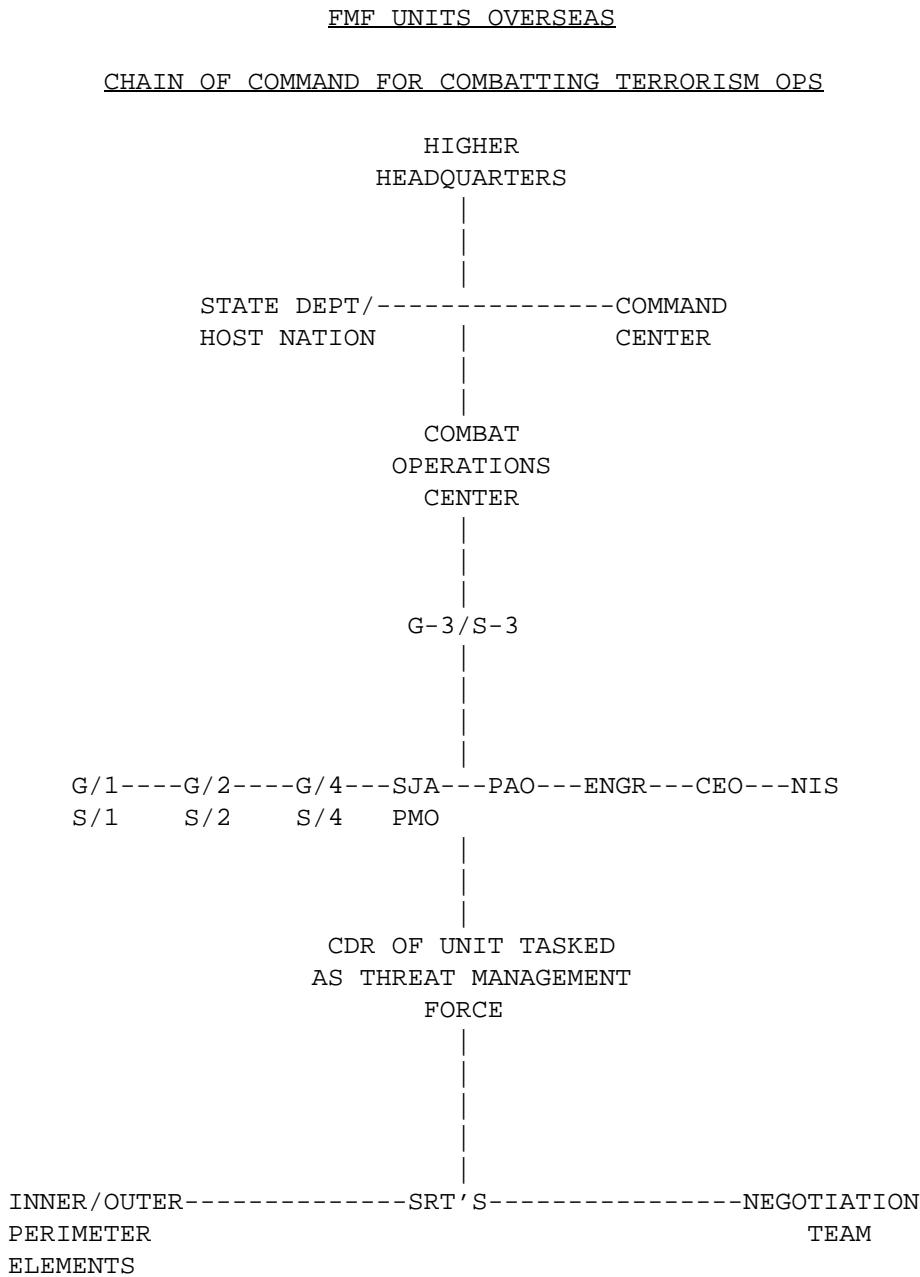 FMF UNITS OVERSEAS
CHAIN OF COMMAND FOR COMBATTING TERRORISM OPS
HIGHER
HEADQUARTERS
|
|
|
STATE DEPT/---------------COMMAND
HOST NATION | CENTER
|
|
COMBAT
OPERATIONS
CENTER
|
|
|
G-3/S-3
|
|
|
|
G/1----G/2----G/4---SJA---PAO---ENGR---CEO---NIS
S/1 S/2 S/4 PMO
|
|
|
CDR OF UNIT TASKED
AS THREAT MANAGEMENT
FORCE
|
|
|
|
|
INNER/OUTER--------------SRT'S----------------NEGOTIATION
PERIMETER TEAM
ELEMENTS